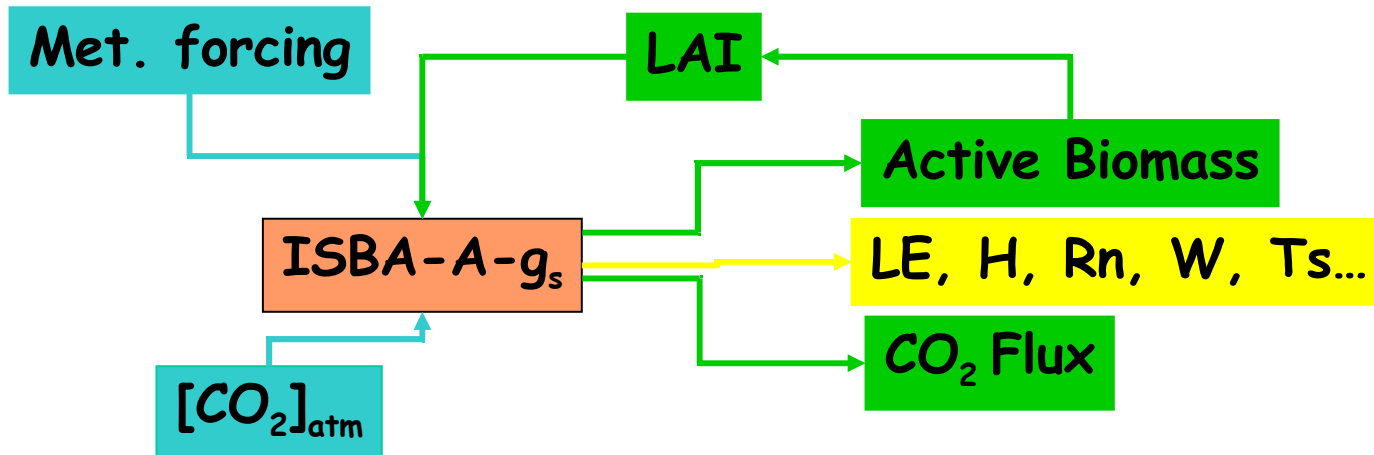 Met. forcing
LAI
Active Biomass
ISBA-A-gₛ
LE, H, Rn, W, Ts...
CO₂ Flux
[CO₂]atm